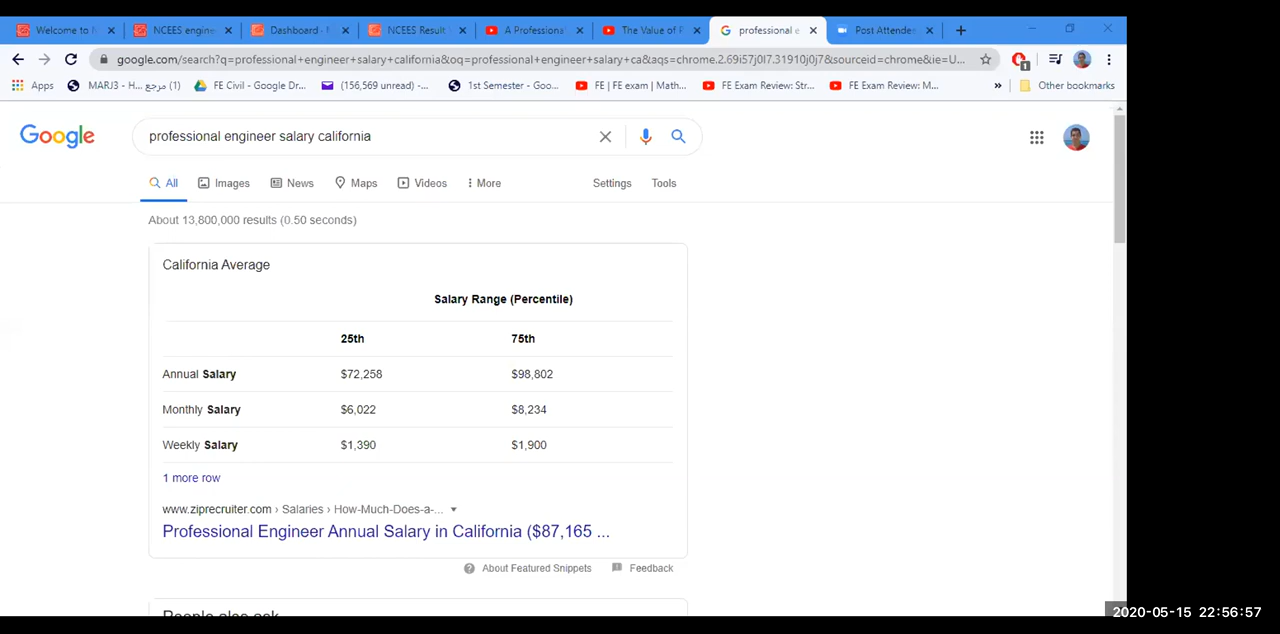 Welcome to N
NCEES engine
Dashboard -
NCEES Result
A Professiona
The Value of P
professional e
Post Attendee
google.com/search?q=professional+engineer+salary+california&oq=professional+engineer+salary+ca&aqs=chrome.2.69i57j0l7.31910j0j7&sourceid=chrome&ie=U...
1
Apps
MARJ3 - H... مرجع (1)
FE Civil - Google Dr...
(156,569 unread) -...
1st Semester - Goo...
FE | FE exam | Math...
FE Exam Review: Str...
FE Exam Review: M...
»
Other bookmarks
Google
professional engineer salary california
All Images News Maps Videos More Settings Tools
About 13,800,000 results (0.50 seconds)
California Average
Salary Range (Percentile)
25th 75th
Annual Salary $72,258 $98,802
Monthly Salary $6,022 $8,234
Weekly Salary $1,390 $1,900
1 more row
www.ziprecruiter.com › Salaries › How-Much-Does-a-...
Professional Engineer Annual Salary in California ($87,165 ...
About Featured Snippets Feedback
People also ask
2020-05-15 22:56:57